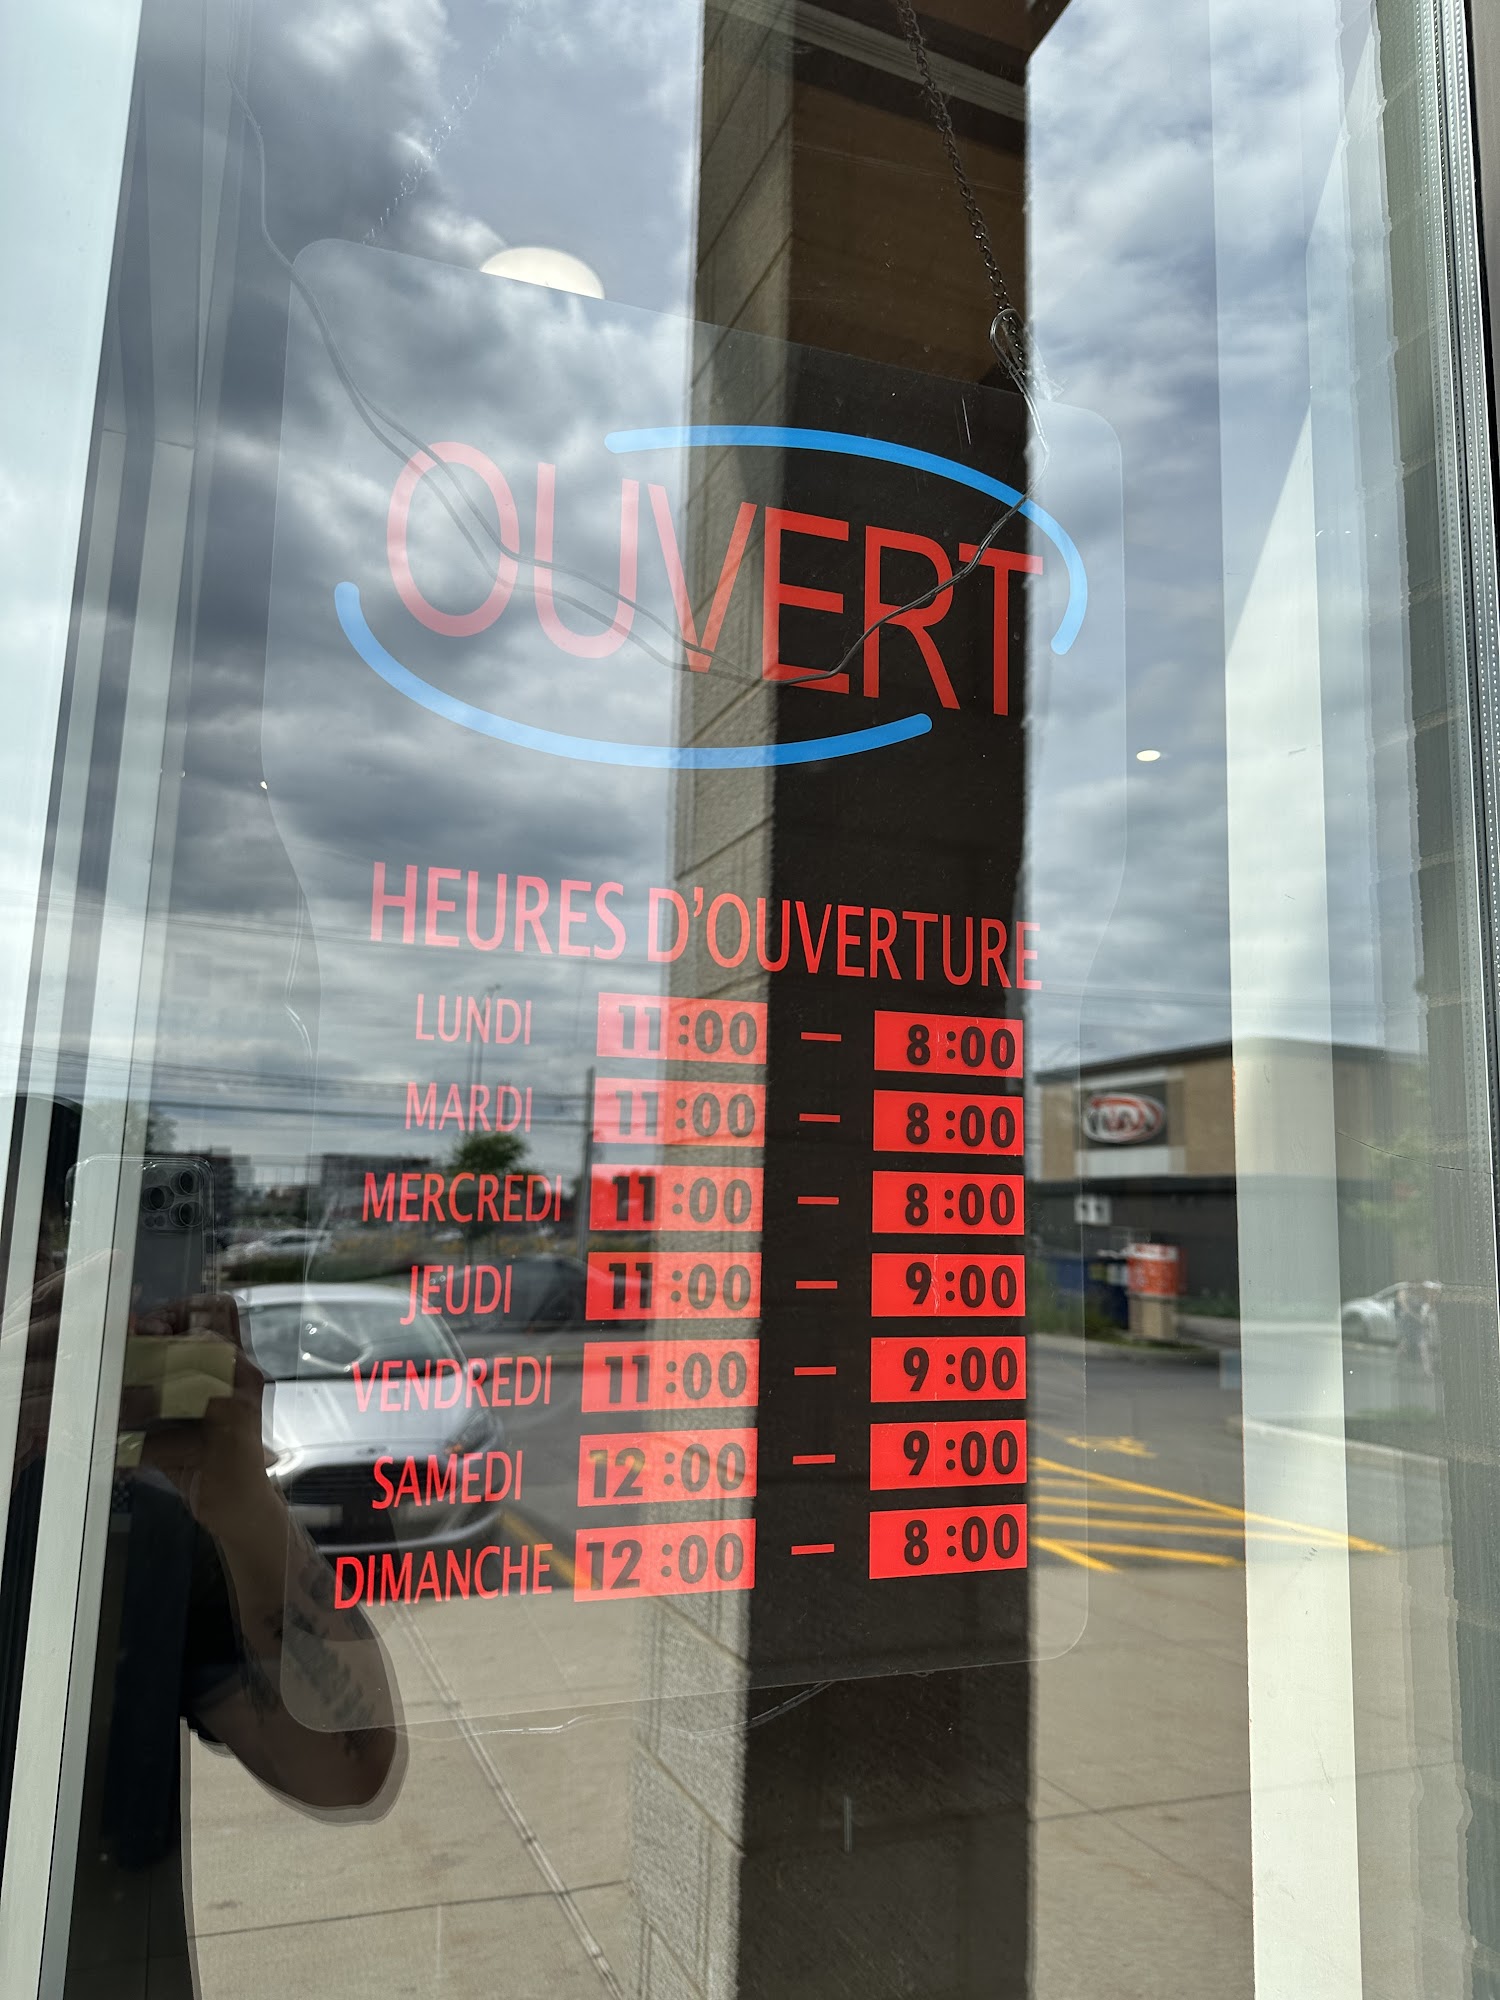 OUVERT
HEURES D'OUVERTURE
LUNDI 11:00 – 8:00
MARDI 11:00 – 8:00
MERCREDI 11:00 – 8:00
JEUDI 11:00 – 9:00
VENDREDI 11:00 – 9:00
SAMEDI 12:00 – 9:00
DIMANCHE 12:00 – 8:00